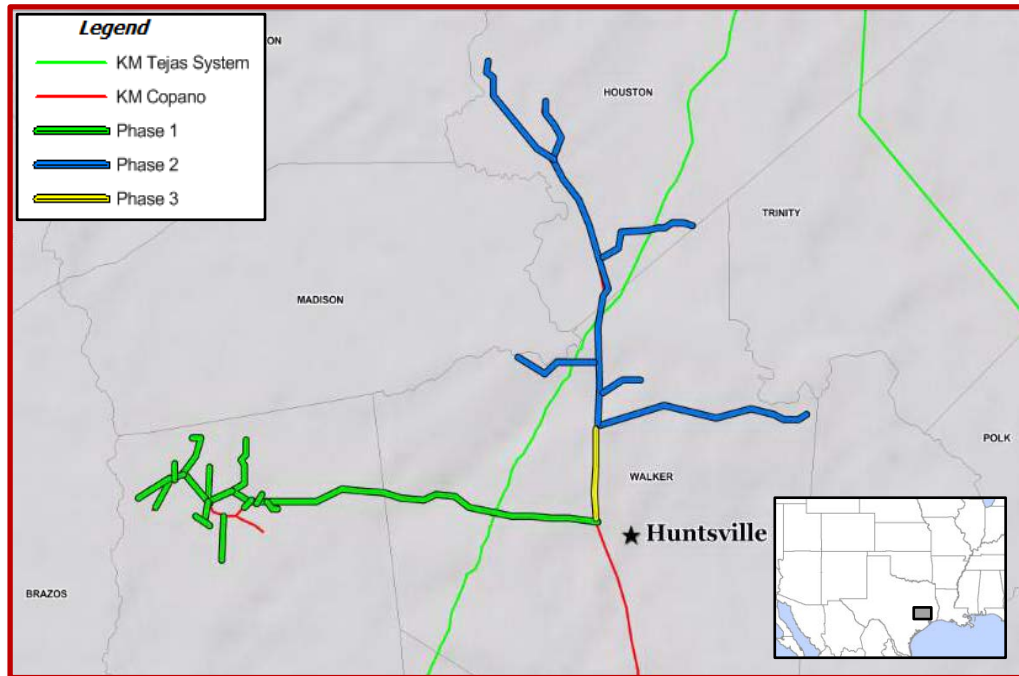 Legend
KM Tejas System
KM Copano
Phase 1
Phase 2
Phase 3
ON
HOUSTON
TRINITY
MADISON
POLK
WALKER
Huntsville
BRAZOS